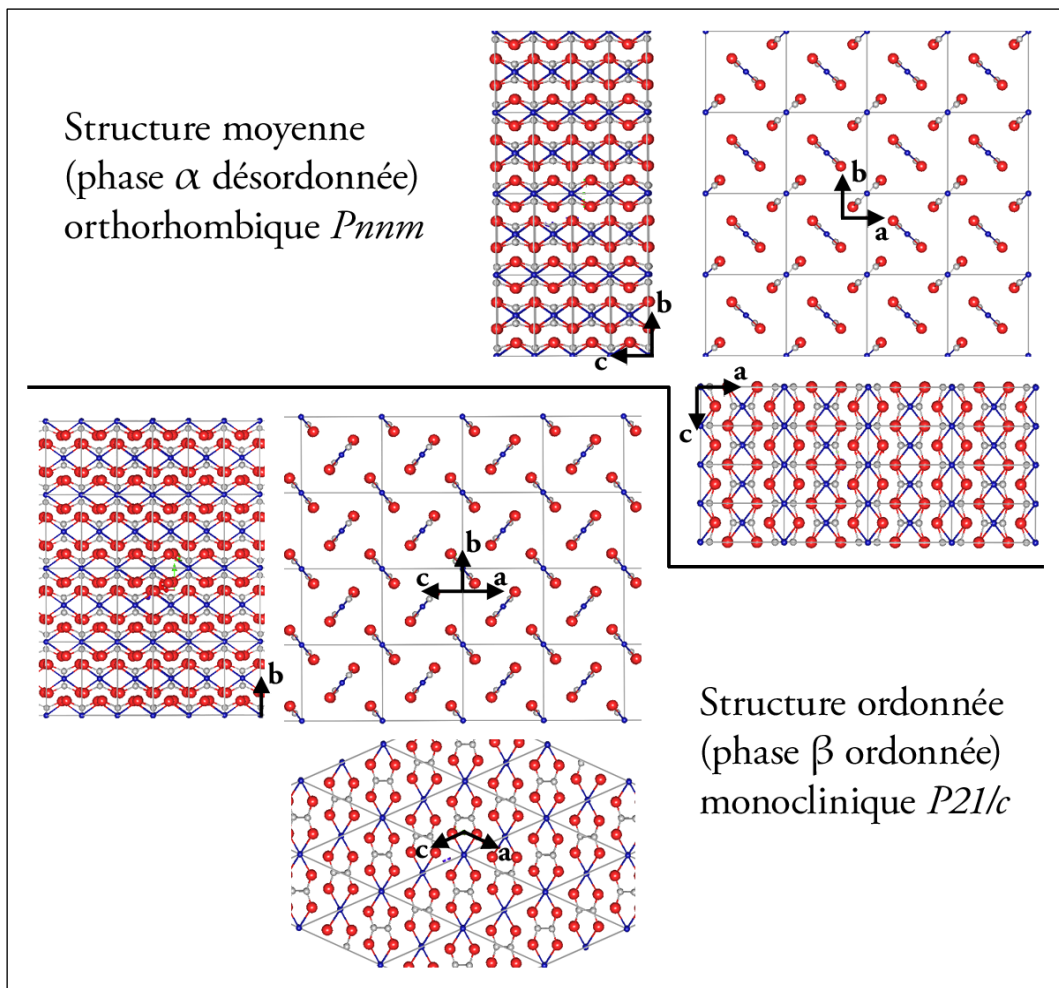 Structure moyenne
(phase α désordonnée)
orthorhombique Pnnm
b
c
b
a
a
c
b
b
c
a
c
a
Structure ordonnée
(phase β ordonnée)
monoclinique P21/c